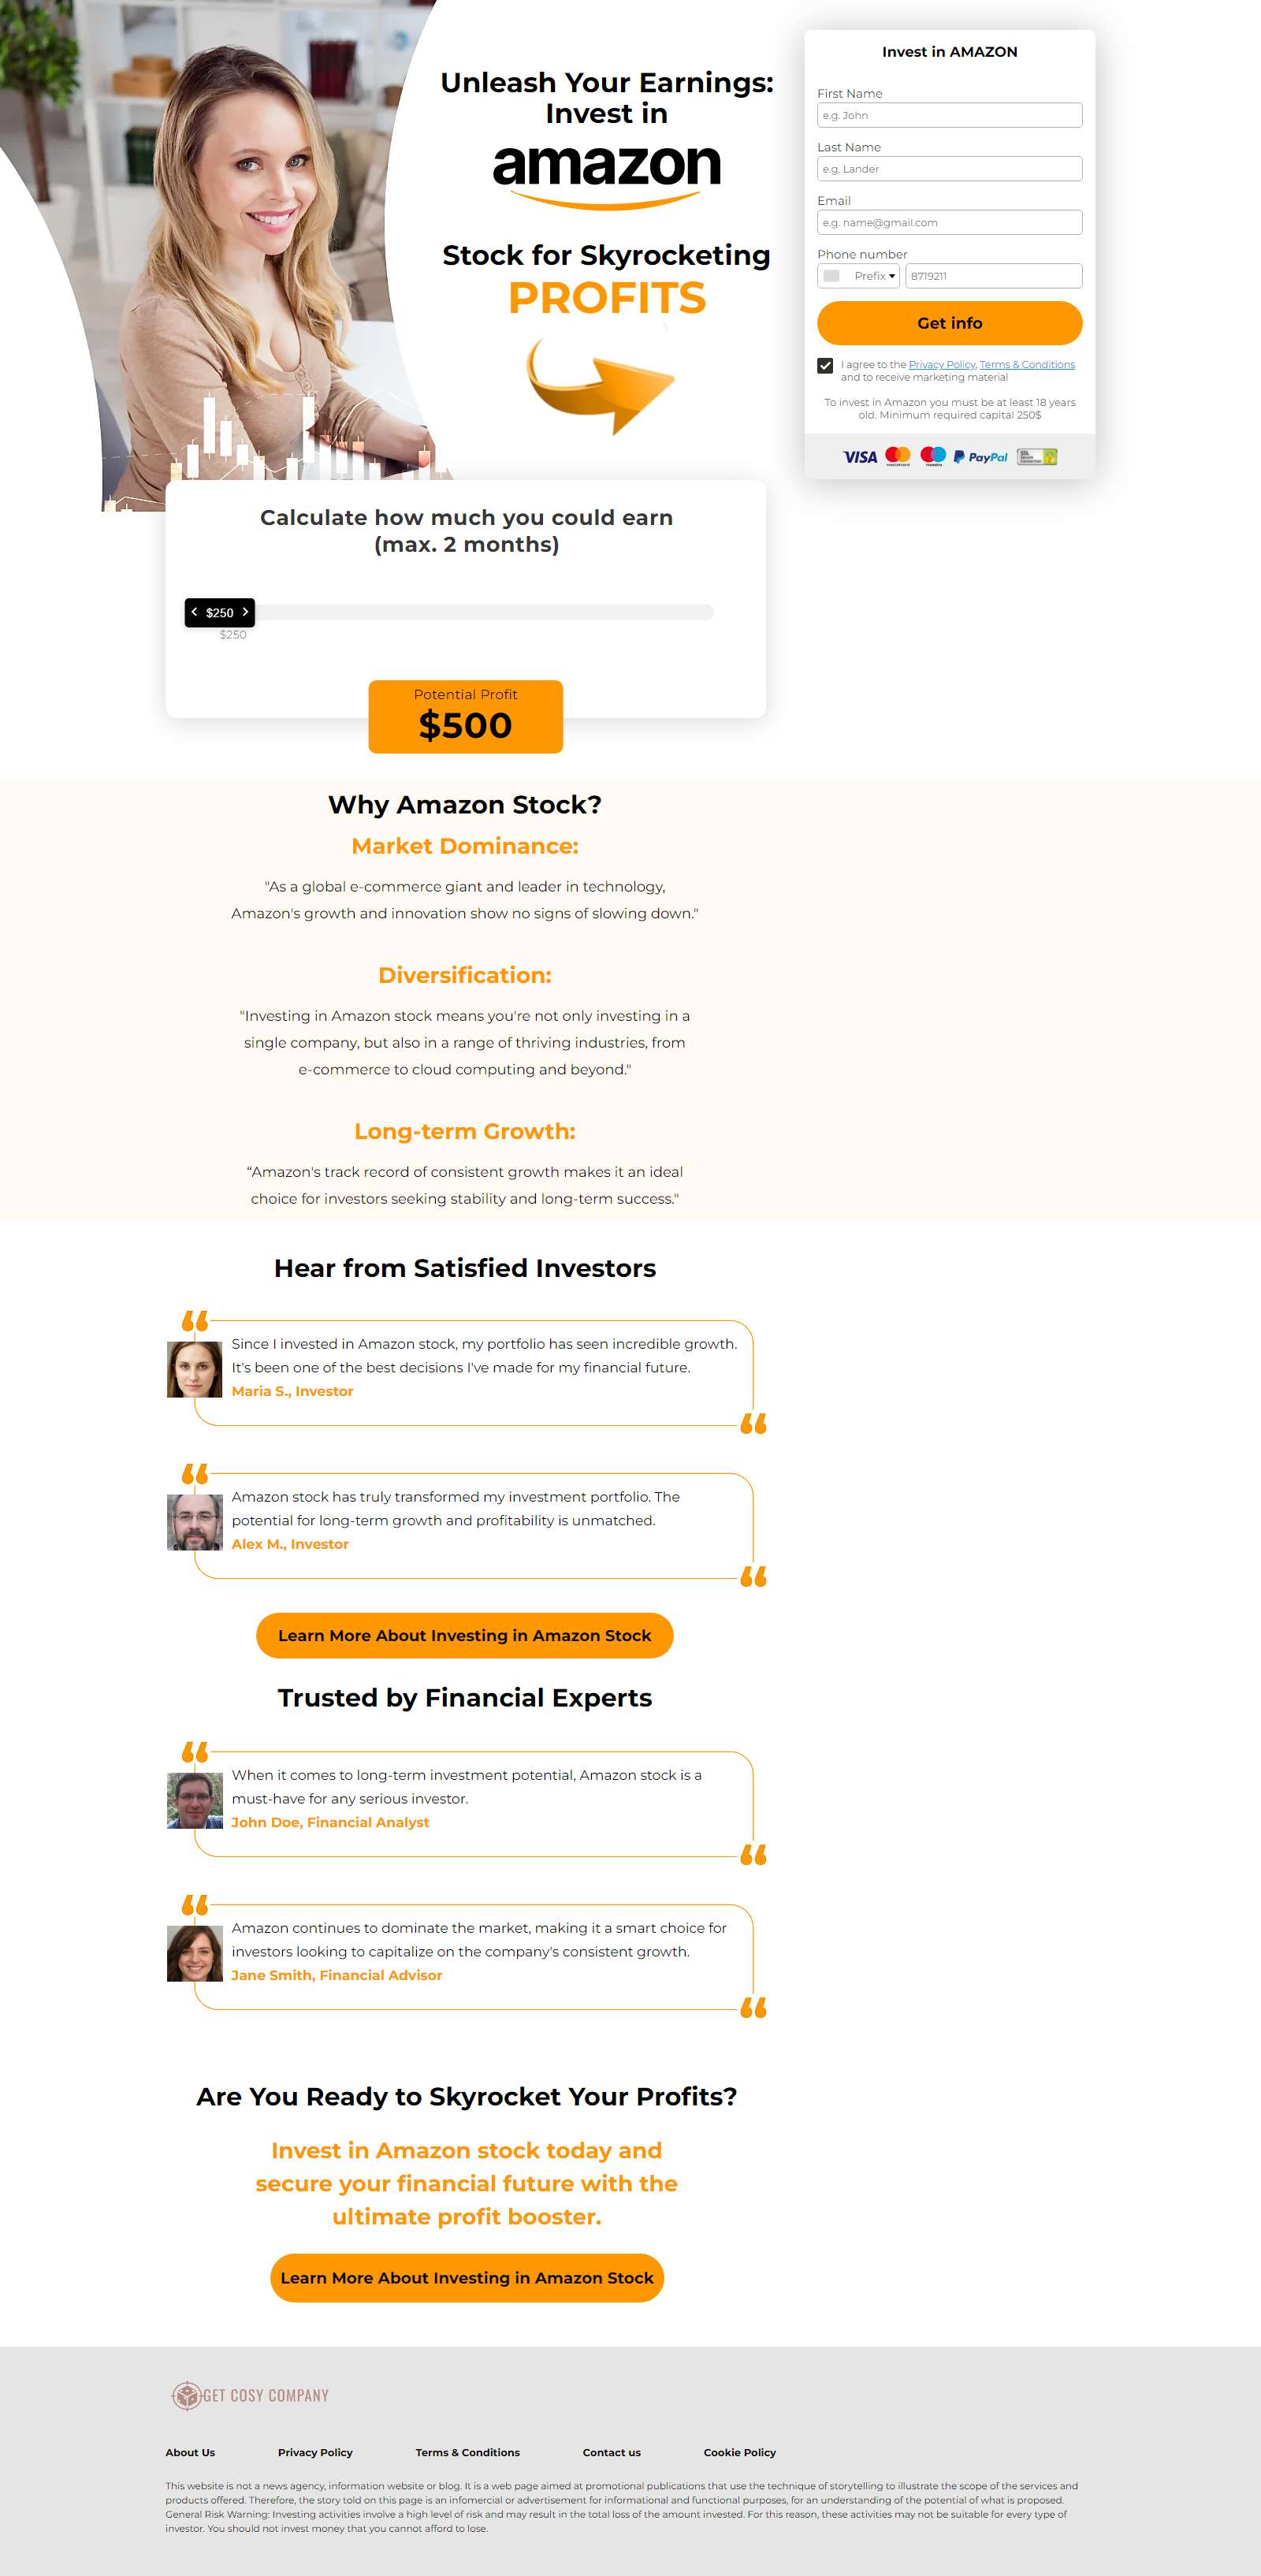 Unleash Your Earnings:
Invest in
amazon
Stock for Skyrocketing
PROFITS
Invest in AMAZON
First Name
e.g. John
Last Name
e.g. Lander
Email
e.g. name@gmail.com
Phone number
Prefix 8719211
Get info
I agree to the Privacy Policy, Terms & Conditions
and to receive marketing material
To invest in Amazon you must be at least 18 years
old. Minimum required capital 250$
VISA PayPal
Calculate how much you could earn
(max. 2 months)
$250
$250
Potential Profit
$500
Why Amazon Stock?
Market Dominance:
"As a global e-commerce giant and leader in technology,
Amazon's growth and innovation show no signs of slowing down."
Diversification:
"Investing in Amazon stock means you're not only investing in a
single company, but also in a range of thriving industries, from
e-commerce to cloud computing and beyond."
Long-term Growth:
“Amazon's track record of consistent growth makes it an ideal
choice for investors seeking stability and long-term success."
Hear from Satisfied Investors
Since I invested in Amazon stock, my portfolio has seen incredible growth.
It's been one of the best decisions I've made for my financial future.
Maria S., Investor
Amazon stock has truly transformed my investment portfolio. The
potential for long-term growth and profitability is unmatched.
Alex M., Investor
Learn More About Investing in Amazon Stock
Trusted by Financial Experts
When it comes to long-term investment potential, Amazon stock is a
must-have for any serious investor.
John Doe, Financial Analyst
Amazon continues to dominate the market, making it a smart choice for
investors looking to capitalize on the company's consistent growth.
Jane Smith, Financial Advisor
Are You Ready to Skyrocket Your Profits?
Invest in Amazon stock today and
secure your financial future with the
ultimate profit booster.
Learn More About Investing in Amazon Stock
GET COSY COMPANY
About Us Privacy Policy Terms & Conditions Contact us Cookie Policy
This website is not a news agency, information website or blog. It is a web page aimed at promotional publications that use the technique of storytelling to illustrate the scope of the services and
products offered. Therefore, the story told on this page is an infomercial or advertisement for informational and functional purposes, for an understanding of the potential of what is proposed.
General Risk Warning: Investing activities involve a high level of risk and may result in the total loss of the amount invested. For this reason, these activities may not be suitable for every type of
investor. You should not invest money that you cannot afford to lose.